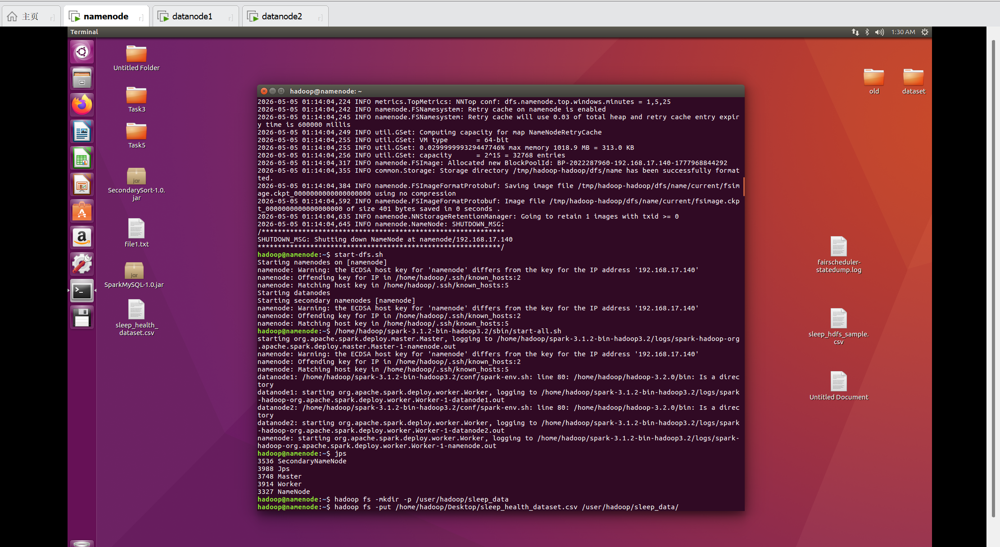 主页
namenode
datanode1
datanode2
Terminal
1:30 AM
Untitled Folder
Task3
Task5
SecondarySort-1.0.
jar
file1.txt
SparkMySQL-1.0.jar
sleep_health_
dataset.csv
old
dataset
fairscheduler-
statedump.log
sleep_hdfs_sample.
csv
Untitled Document
hadoop@namenode: ~
2026-05-05 01:14:04,224 INFO metrics.TopMetrics: NNTop conf: dfs.namenode.top.windows.minutes = 1,5,25
2026-05-05 01:14:04,242 INFO namenode.FSNamesystem: Retry cache on namenode is enabled
2026-05-05 01:14:04,245 INFO namenode.FSNamesystem: Retry cache will use 0.03 of total heap and retry cache entry expir
y time is 600000 millis
2026-05-05 01:14:04,249 INFO util.GSet: Computing capacity for map NameNodeRetryCache
2026-05-05 01:14:04,255 INFO util.GSet: VM type       = 64-bit
2026-05-05 01:14:04,255 INFO util.GSet: 0.029999999329447746% max memory 1018.9 MB = 313.0 KB
2026-05-05 01:14:04,256 INFO util.GSet: capacity      = 2^15 = 32768 entries
2026-05-05 01:14:04,317 INFO namenode.FSImage: Allocated new BlockPoolId: BP-2022287960-192.168.17.140-1777968844292
2026-05-05 01:14:04,355 INFO common.Storage: Storage directory /tmp/hadoop-hadoop/dfs/name has been successfully format
ted.
2026-05-05 01:14:04,384 INFO namenode.FSImageFormatProtobuf: Saving image file /tmp/hadoop-hadoop/dfs/name/current/fsim
age.ckpt_0000000000000000000 using no compression
2026-05-05 01:14:04,592 INFO namenode.FSImageFormatProtobuf: Image file /tmp/hadoop-hadoop/dfs/name/current/fsimage.ckp
t_0000000000000000000 of size 401 bytes saved in 0 seconds .
2026-05-05 01:14:04,635 INFO namenode.NNStorageRetentionManager: Going to retain 1 images with txid >= 0
2026-05-05 01:14:04,645 INFO namenode.NameNode: SHUTDOWN_MSG:
/************************************************************
SHUTDOWN_MSG: Shutting down NameNode at namenode/192.168.17.140
************************************************************/
hadoop@namenode:~$ start-dfs.sh
Starting namenodes on [namenode]
namenode: Warning: the ECDSA host key for 'namenode' differs from the key for the IP address '192.168.17.140'
namenode: Offending key for IP in /home/hadoop/.ssh/known_hosts:2
namenode: Matching host key in /home/hadoop/.ssh/known_hosts:5
Starting datanodes
Starting secondary namenodes [namenode]
namenode: Warning: the ECDSA host key for 'namenode' differs from the key for the IP address '192.168.17.140'
namenode: Offending key for IP in /home/hadoop/.ssh/known_hosts:2
namenode: Matching host key in /home/hadoop/.ssh/known_hosts:5
hadoop@namenode:~$ /home/hadoop/spark-3.1.2-bin-hadoop3.2/sbin/start-all.sh
starting org.apache.spark.deploy.master.Master, logging to /home/hadoop/spark-3.1.2-bin-hadoop3.2/logs/spark-hadoop-org
.apache.spark.deploy.master.Master-1-namenode.out
namenode: Warning: the ECDSA host key for 'namenode' differs from the key for the IP address '192.168.17.140'
namenode: Offending key for IP in /home/hadoop/.ssh/known_hosts:2
namenode: Matching host key in /home/hadoop/.ssh/known_hosts:5
datanode1: /home/hadoop/spark-3.1.2-bin-hadoop3.2/conf/spark-env.sh: line 80: /home/hadoop/hadoop-3.2.0/bin: Is a direc
tory
datanode1: starting org.apache.spark.deploy.worker.Worker, logging to /home/hadoop/spark-3.1.2-bin-hadoop3.2/logs/spark
-hadoop-org.apache.spark.deploy.worker.Worker-1-datanode1.out
datanode2: /home/hadoop/spark-3.1.2-bin-hadoop3.2/conf/spark-env.sh: line 80: /home/hadoop/hadoop-3.2.0/bin: Is a direc
tory
datanode2: starting org.apache.spark.deploy.worker.Worker, logging to /home/hadoop/spark-3.1.2-bin-hadoop3.2/logs/spark
-hadoop-org.apache.spark.deploy.worker.Worker-1-datanode2.out
namenode: starting org.apache.spark.deploy.worker.Worker, logging to /home/hadoop/spark-3.1.2-bin-hadoop3.2/logs/spark-
hadoop-org.apache.spark.deploy.worker.Worker-1-namenode.out
hadoop@namenode:~$ jps
3536 SecondaryNameNode
3988 Jps
3748 Master
3914 Worker
3327 NameNode
hadoop@namenode:~$ hadoop fs -mkdir -p /user/hadoop/sleep_data
hadoop@namenode:~$ hadoop fs -put /home/hadoop/Desktop/sleep_health_dataset.csv /user/hadoop/sleep_data/